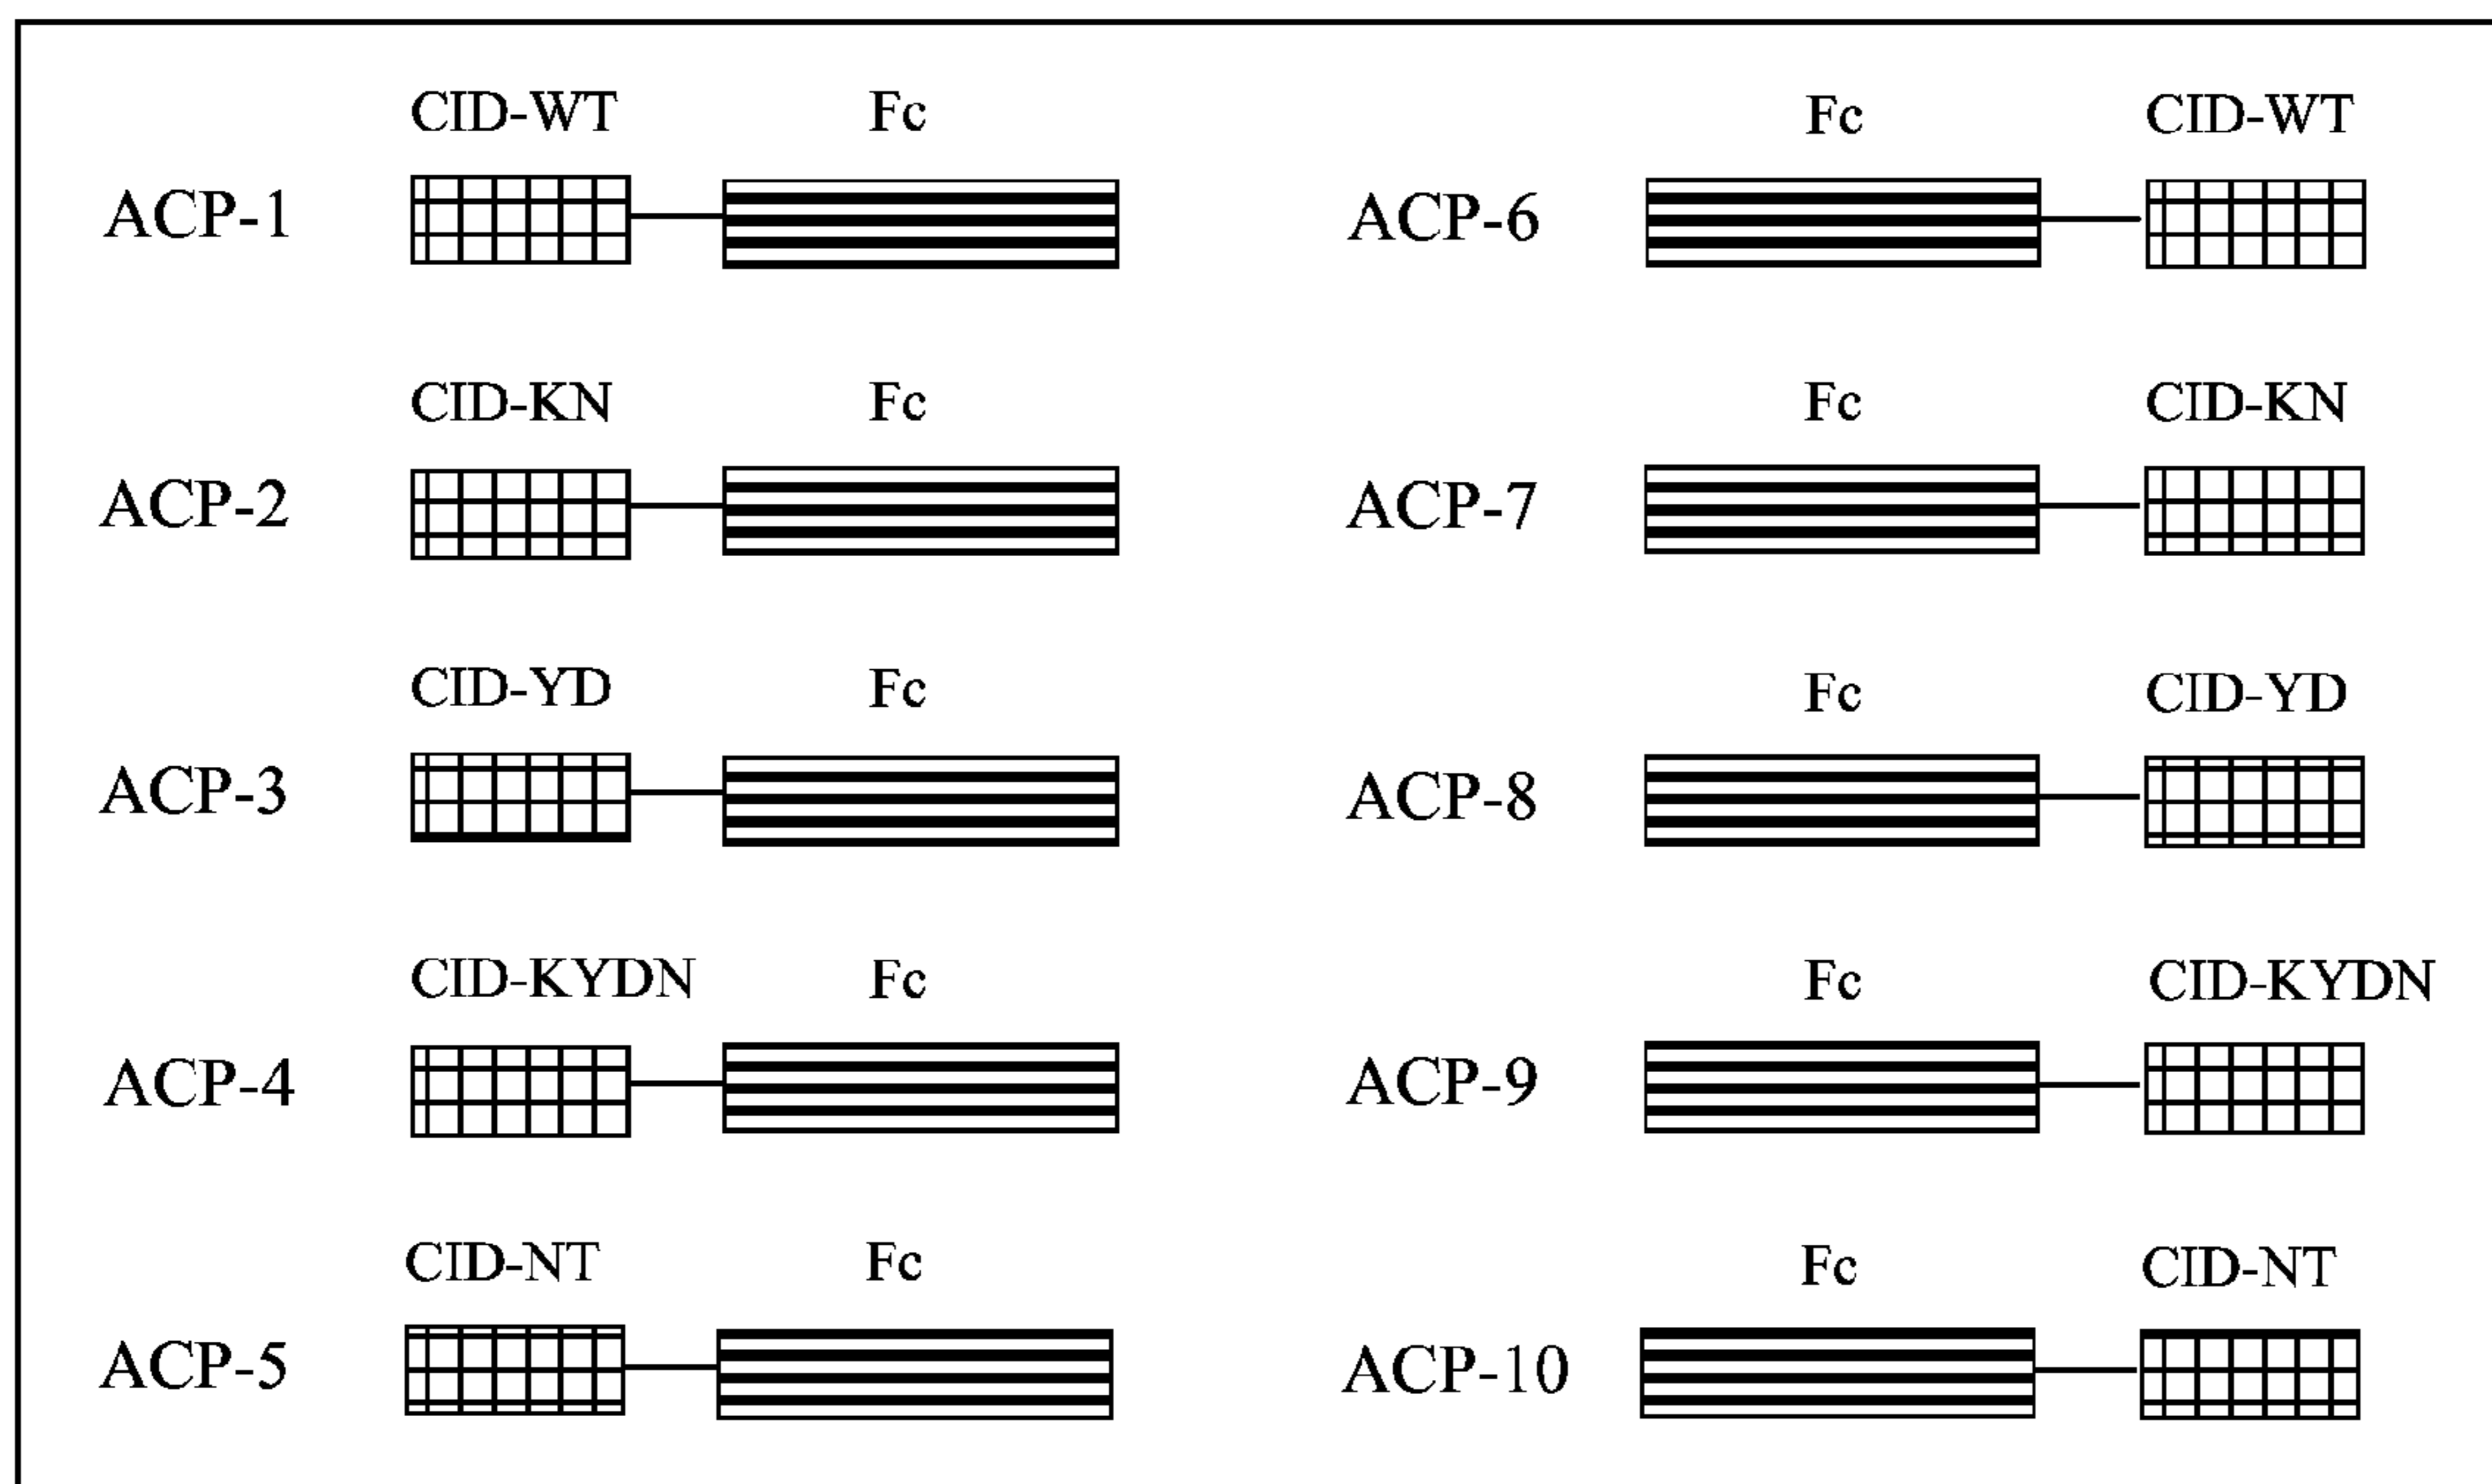 CID-WT Fc
ACP-1
Fc CID-WT
ACP-6
CID-KN Fc
ACP-2
Fc CID-KN
ACP-7
CID-YD Fc
ACP-3
Fc CID-YD
ACP-8
CID-KYDN Fc
ACP-4
Fc CID-KYDN
ACP-9
CID-NT Fc
ACP-5
Fc CID-NT
ACP-10